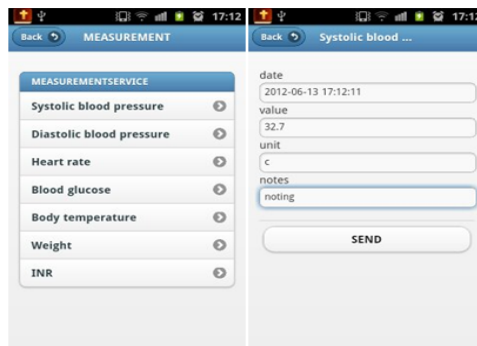 17:12
Back MEASUREMENT
MEASUREMENTSERVICE
Systolic blood pressure
Diastolic blood pressure
Heart rate
Blood glucose
Body temperature
Weight
INR
17:12
Back Systolic blood ...
date
2012-06-13 17:12:11
value
32.7
unit
c
notes
noting
SEND